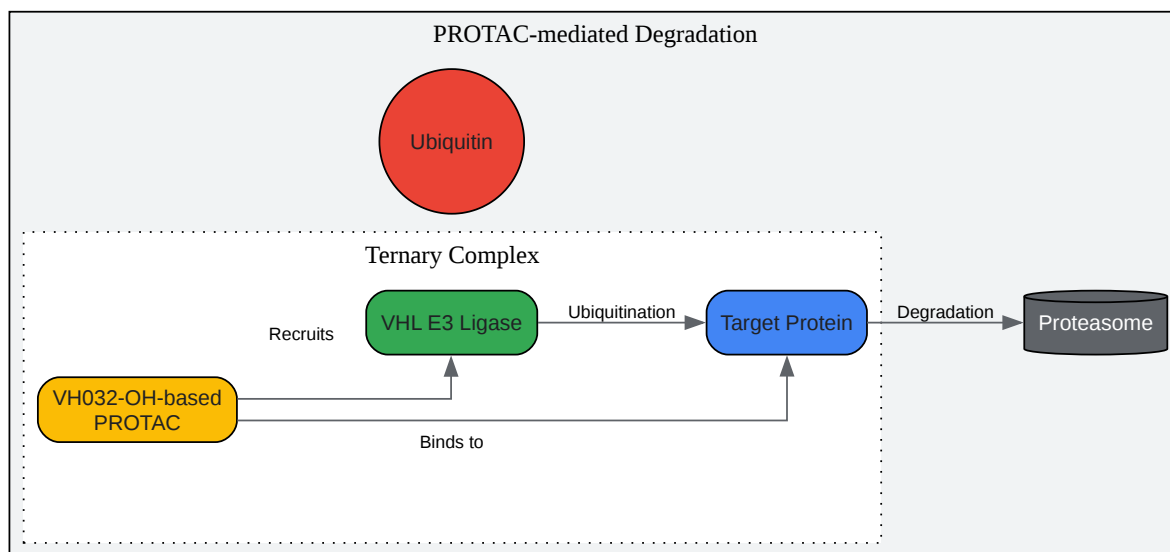 PROTAC-mediated Degradation
Ubiquitin
Ternary Complex
VHL E3 Ligase
Ubiquitination
Target Protein
Degradation
Proteasome
Recruits
VH032-OH-based
PROTAC
Binds to